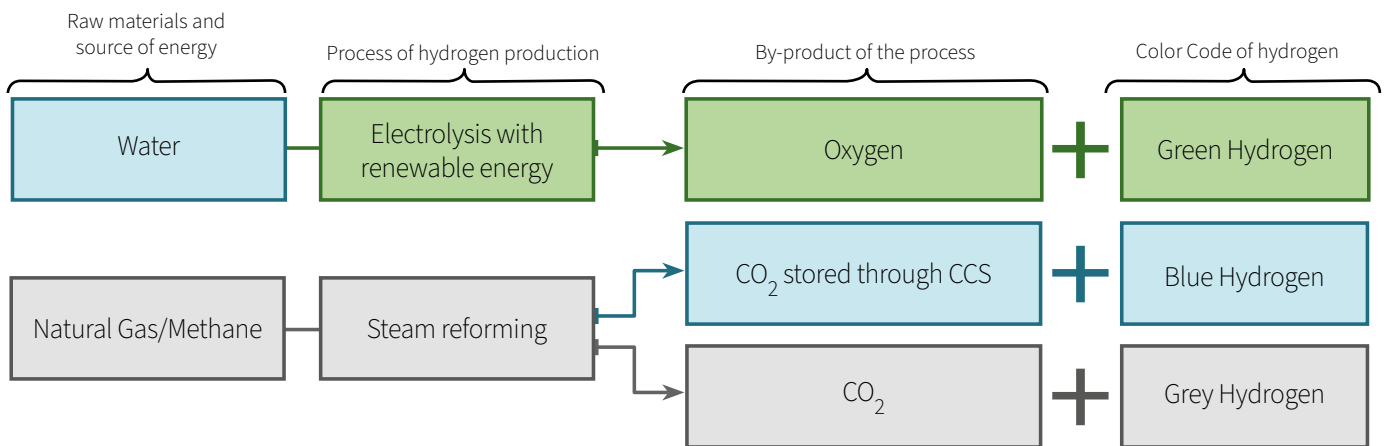 Raw materials and
source of energy
Process of hydrogen production
By-product of the process
Color Code of hydrogen
Water
Electrolysis with
renewable energy
Oxygen
Green Hydrogen
Natural Gas/Methane
Steam reforming
CO₂ stored through CCS
Blue Hydrogen
CO₂
Grey Hydrogen